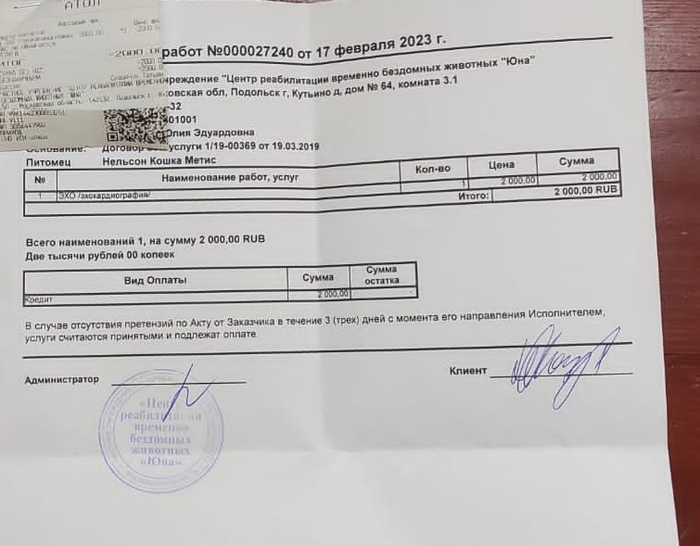 АТОЛ
работ №000027240 от 17 февраля 2023 г.
чреждение "Центр реабилитации временно бездомных животных "Юна"
овская обл, Подольск г, Кутьино д, дом № 64, комната 3.1
-32
01001
Юлия Эдуардовна
Основание: Договор услуги 1/19-00369 от 19.03.2019
Питомец Нельсон Кошка Метис
№ Наименование работ, услуг Кол-во Цена Сумма
1 ЭХО /эхокардиография/ 1 2 000,00 2 000,00
Итого: 2 000,00 RUB
Всего наименований 1, на сумму 2 000,00 RUB
Две тысячи рублей 00 копеек
Вид Оплаты Сумма Сумма остатка
Кредит 2 000,00 -
В случае отсутствия претензий по Акту от Заказчика в течение 3 (трех) дней с момента его направления Исполнителем,
услуги считаются принятыми и подлежат оплате.
Администратор Клиент
«Центр
реабилитации
временно
бездомных
животных
«Юна»